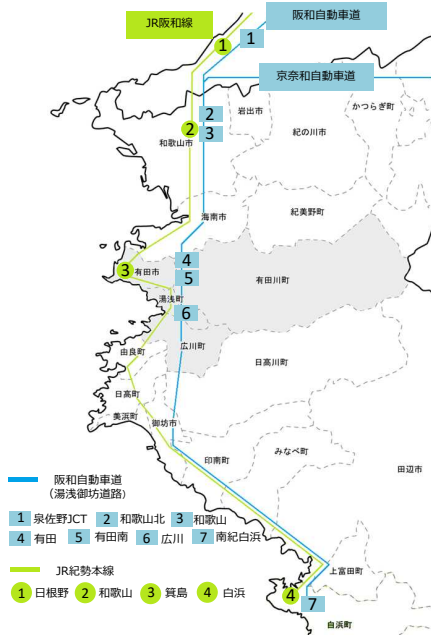 JR阪和線
阪和自動車道
1
1
京奈和自動車道
2
岩出市
かつらぎ町
2
3
和歌山市
紀の川市
海南市
紀美野町
4
3
有田市
5
有田川町
湯浅町
6
由良町
広川町
日高川町
日高町
美浜町
御坊市
印南町
みなべ町
田辺市
阪和自動車道
（湯浅御坊道路）
1 泉佐野JCT 2 和歌山北 3 和歌山
4 有田 5 有田南 6 広川 7 南紀白浜
JR紀勢本線
1 日根野 2 和歌山 3 箕島 4 白浜
上富田町
4
7
白浜町